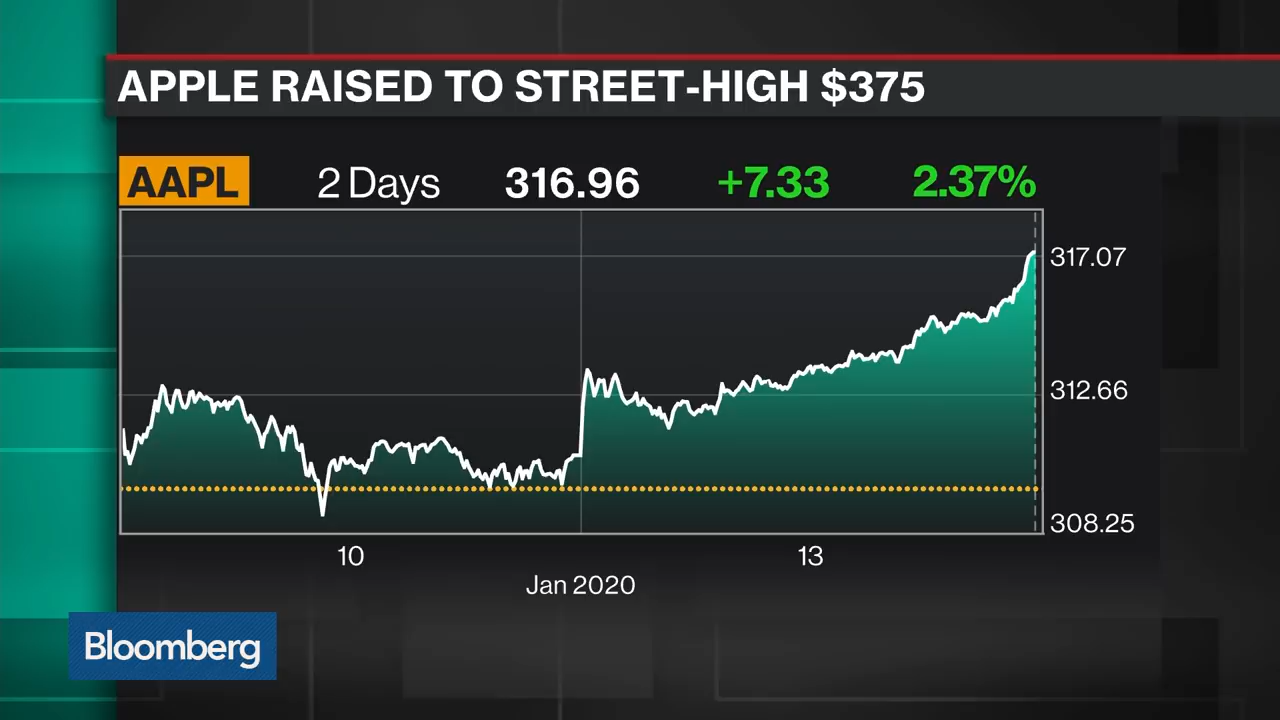 APPLE RAISED TO STREET-HIGH $375
AAPL 2 Days 316.96 +7.33 2.37%
317.07
312.66
308.25
10 13
Jan 2020
Bloomberg